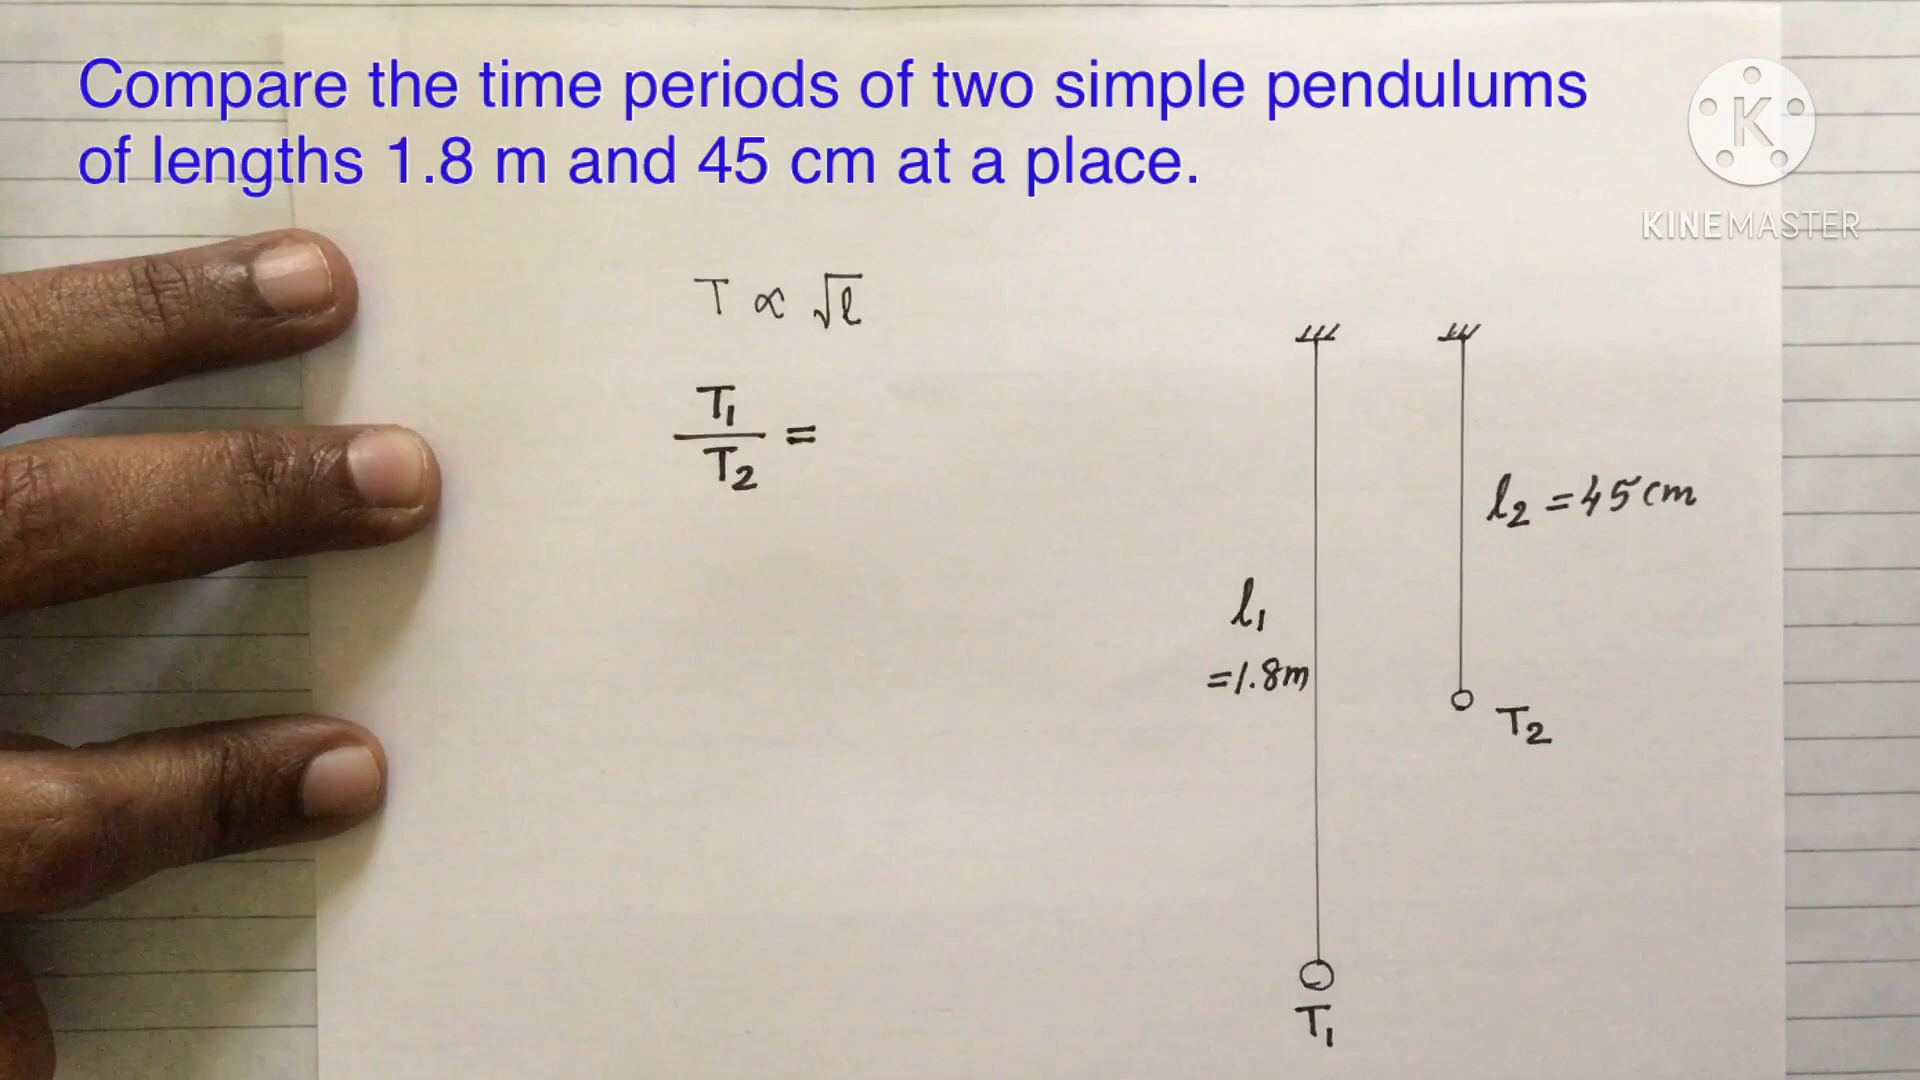 Compare the time periods of two simple pendulums
of lengths 1.8 m and 45 cm at a place.
K
KINEMASTER
T ∝ √l
T1
T2 =
l2 = 45 cm
l1
=1.8m
T2
T1